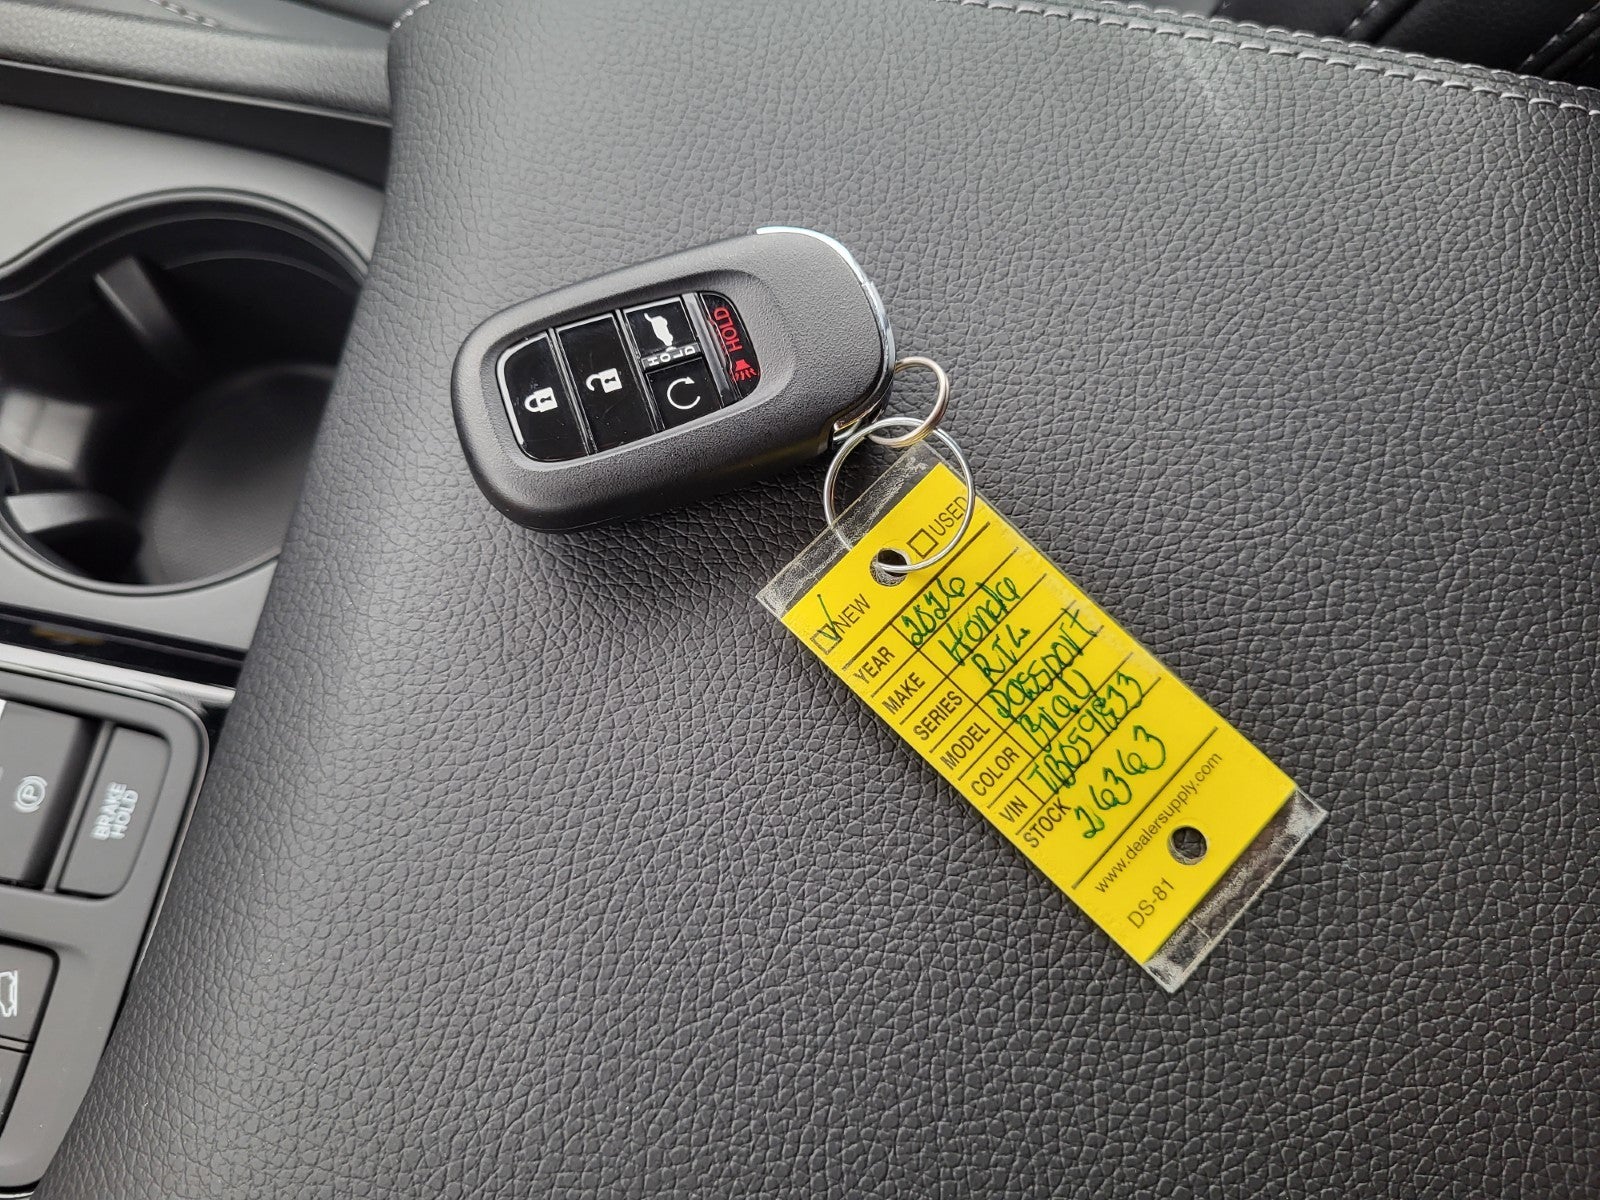 HOLD
HOLD
BRAKE
HOLD
NEW USED
YEAR 2026
MAKE Honda
SERIES RTL
MODEL Passport
COLOR Gray
VIN TB059833
STOCK 26363
www.dealersupply.com
DS-81